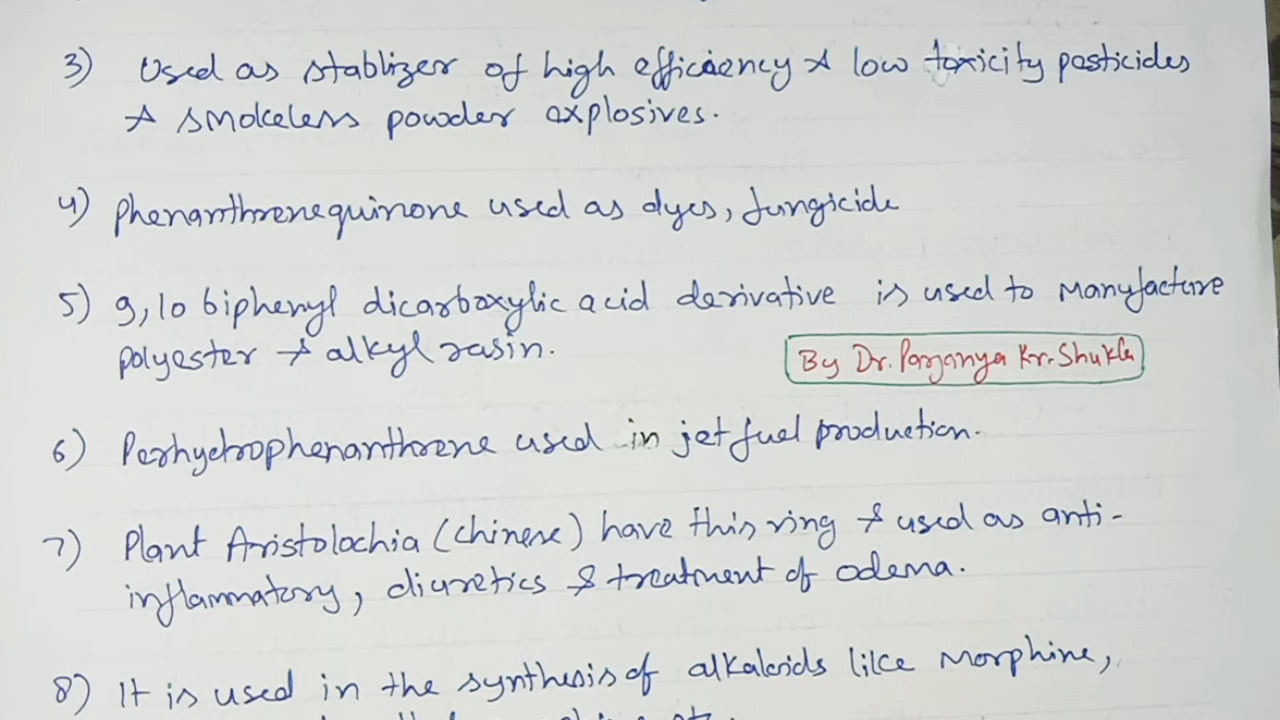 3) Used as stablizer of high efficiency & low toxicity pesticides
& smokeless powder explosives.
4) Phenanthrenequinone used as dyes, fungicide
5) 9,10 biphenyl dicarboxylic acid derivative is used to Manufacture
polyester & alkyl resin.
By Dr. Parjanya Kr. Shukla
6) Perhydrophenanthrene used in jet fuel production.
7) Plant Aristolochia (Chinese) have this ring & used as anti-
inflammatory, diuretics & treatment of odema.
8) It is used in the synthesis of alkaloids like Morphine,